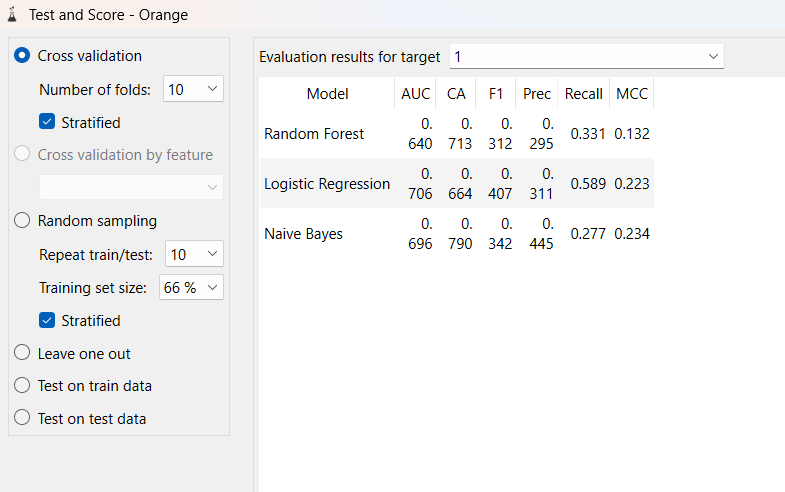 Test and Score - Orange
Cross validation
Number of folds: 10
Stratified
Cross validation by feature
Random sampling
Repeat train/test: 10
Training set size: 66 %
Stratified
Leave one out
Test on train data
Test on test data
Evaluation results for target 1
Model AUC CA F1 Prec Recall MCC
Random Forest 0.640 0.713 0.312 0.295 0.331 0.132
Logistic Regression 0.706 0.664 0.407 0.311 0.589 0.223
Naive Bayes 0.696 0.790 0.342 0.445 0.277 0.234